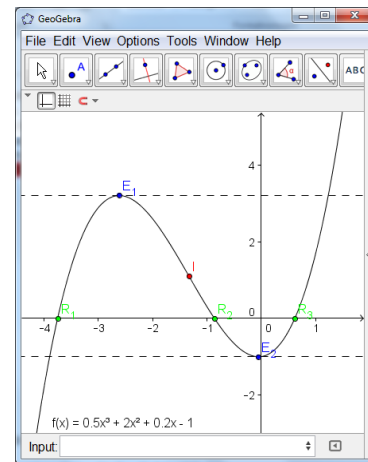 GeoGebra
File Edit View Options Tools Window Help
A α ABC
4
E₁
2
I
R₁ R₂ 0 R₃
−4 −3 −2 −1 0 1
E₂
−2
f(x) = 0.5x³ + 2x² + 0.2x - 1
Input: